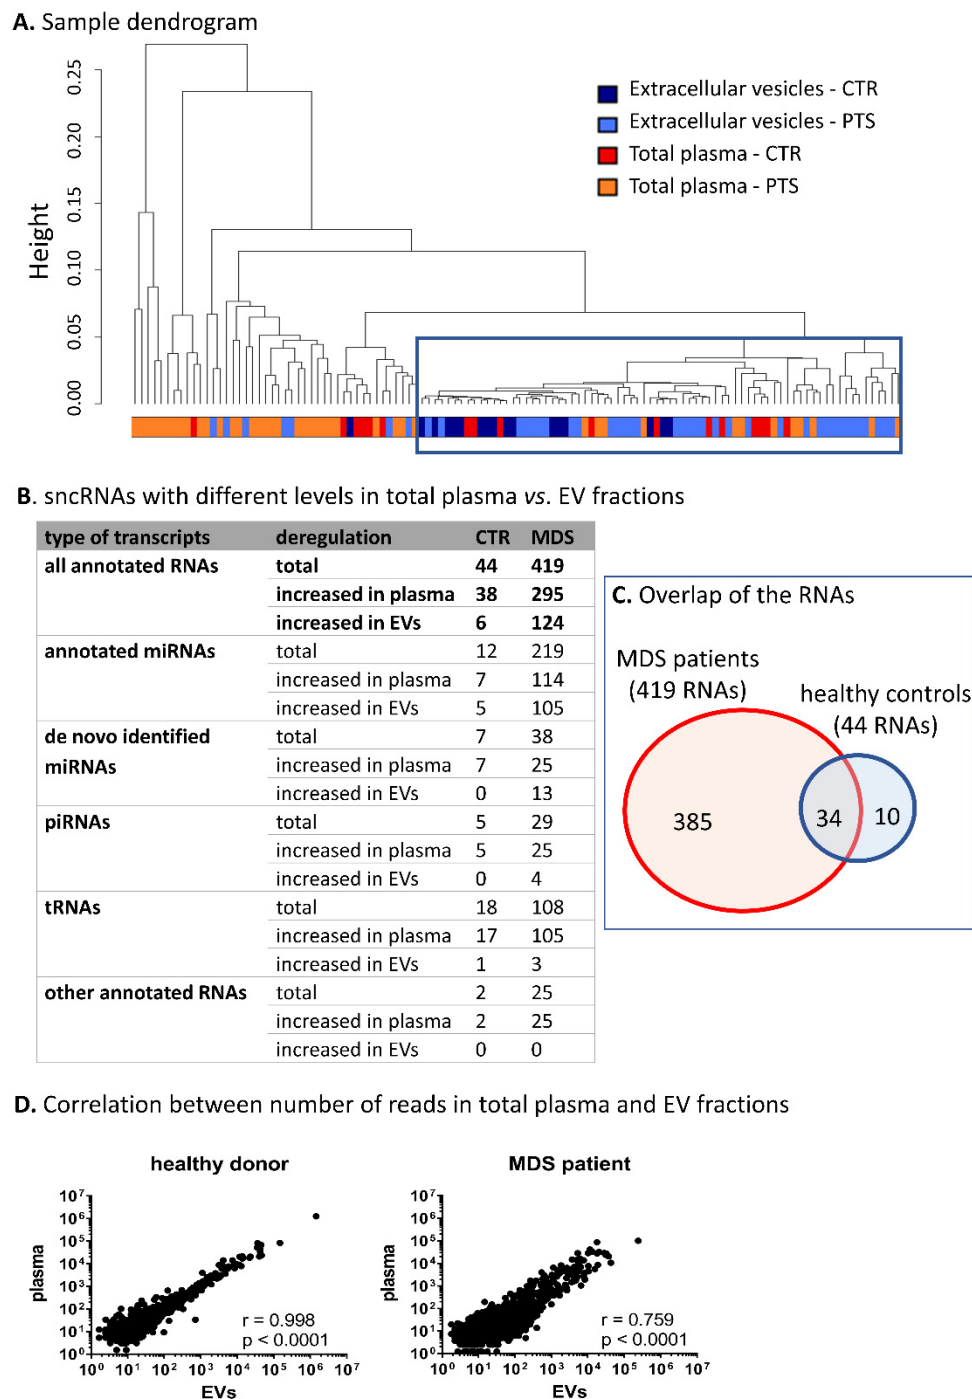 A. Sample dendrogram
Height
0.00
0.05
0.10
0.15
0.20
0.25
Extracellular vesicles - CTR
Extracellular vesicles - PTS
Total plasma - CTR
Total plasma - PTS
B. sncRNAs with different levels in total plasma vs. EV fractions
type of transcripts deregulation CTR MDS
all annotated RNAs total 44 419
increased in plasma 38 295
increased in EVs 6 124
annotated miRNAs total 12 219
increased in plasma 7 114
increased in EVs 5 105
de novo identified total 7 38
miRNAs increased in plasma 7 25
increased in EVs 0 13
piRNAs total 5 29
increased in plasma 5 25
increased in EVs 0 4
tRNAs total 18 108
increased in plasma 17 105
increased in EVs 1 3
other annotated RNAs total 2 25
increased in plasma 2 25
increased in EVs 0 0
C. Overlap of the RNAs
MDS patients
(419 RNAs)
healthy controls
(44 RNAs)
385 34 10
D. Correlation between number of reads in total plasma and EV fractions
healthy donor
plasma
10⁷
10⁶
10⁵
10⁴
10³
10²
10¹
10⁰
r = 0.998
p < 0.0001
10⁰ 10¹ 10² 10³ 10⁴ 10⁵ 10⁶ 10⁷
EVs
MDS patient
plasma
10⁷
10⁶
10⁵
10⁴
10³
10²
10¹
10⁰
r = 0.759
p < 0.0001
10⁰ 10¹ 10² 10³ 10⁴ 10⁵ 10⁶ 10⁷
EVs